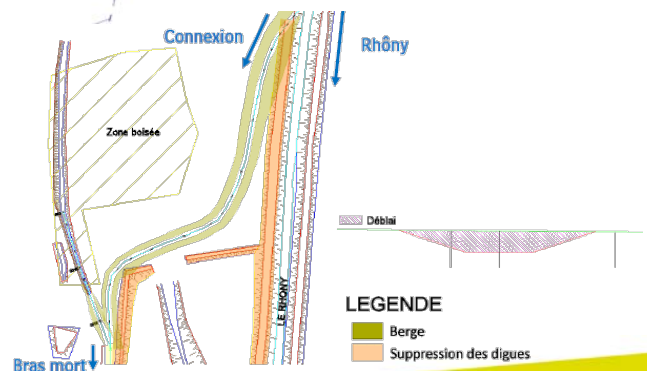 Connexion
Rhôny
Zone boisée
Déblai
LE RHONY
LEGENDE
Berge
Suppression des digues
Bras mort